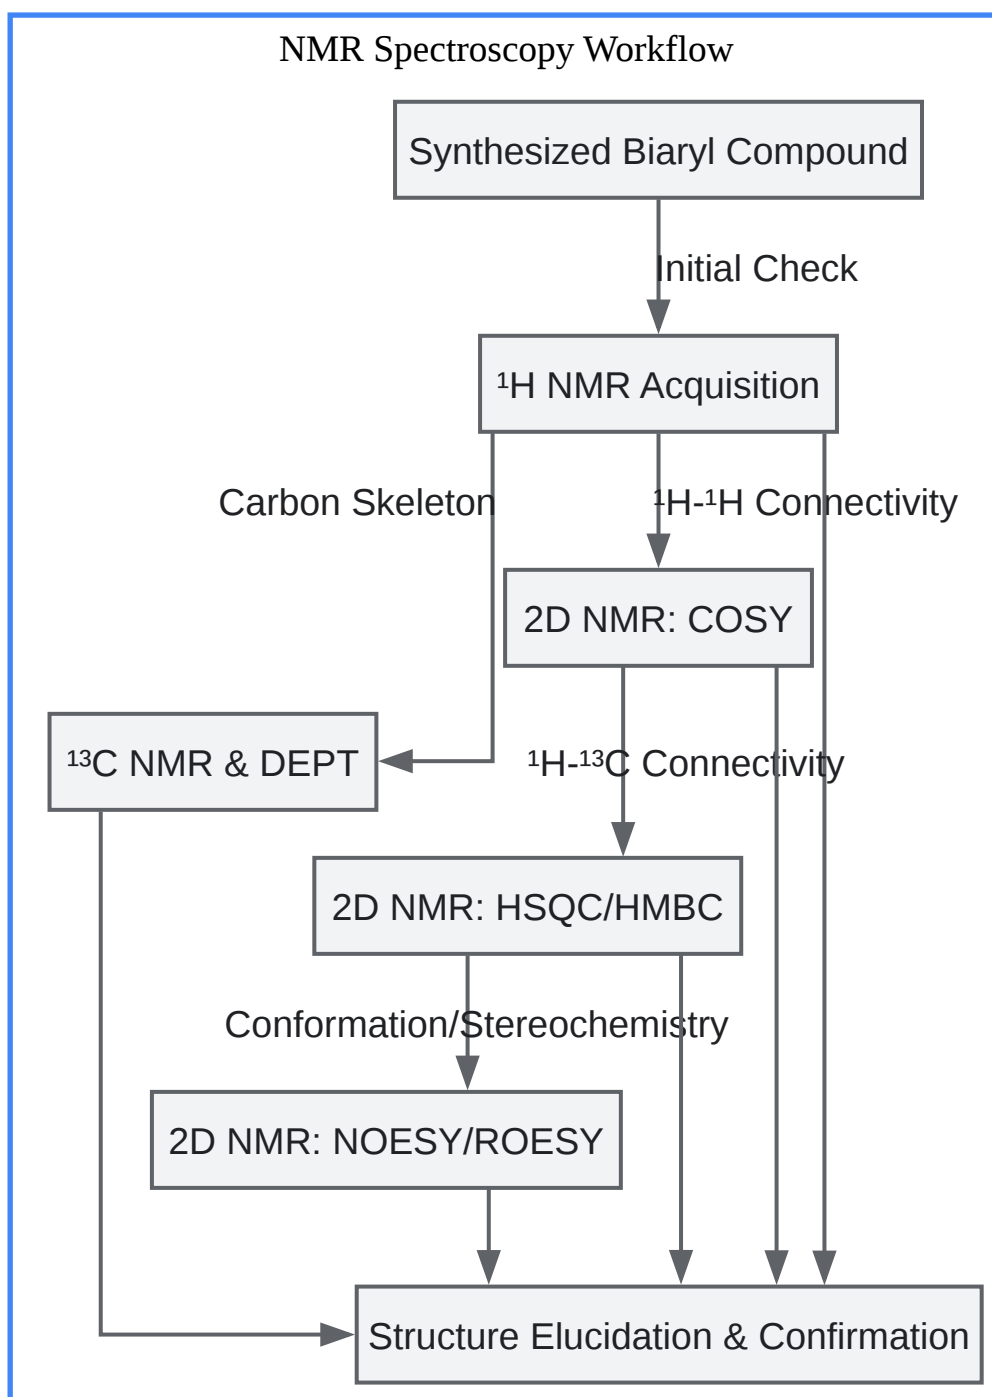 NMR Spectroscopy Workflow
Synthesized Biaryl Compound
Initial Check
¹H NMR Acquisition
Carbon Skeleton
¹H-¹H Connectivity
2D NMR: COSY
¹³C NMR & DEPT
¹H-¹³C Connectivity
2D NMR: HSQC/HMBC
Conformation/Stereochemistry
2D NMR: NOESY/ROESY
Structure Elucidation & Confirmation